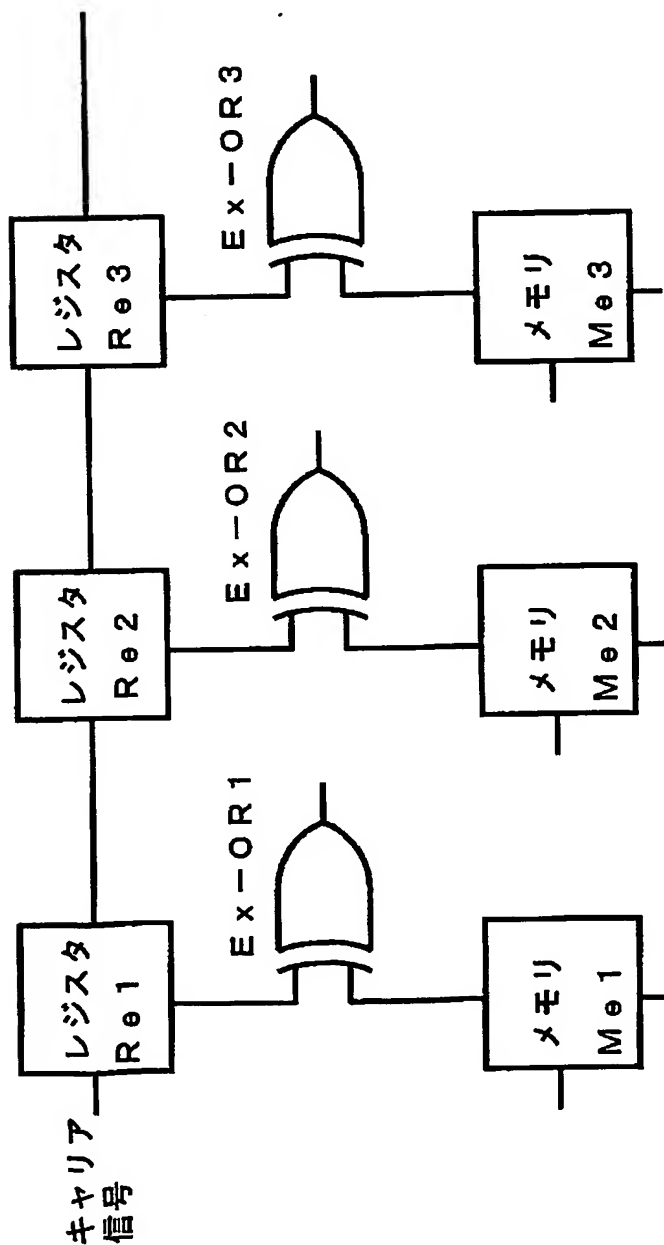 キャリア
信号
レジスタ
Re1
レジスタ
Re2
レジスタ
Re3
Ex-OR1
Ex-OR2
Ex-OR3
メモリ
Me1
メモリ
Me2
メモリ
Me3